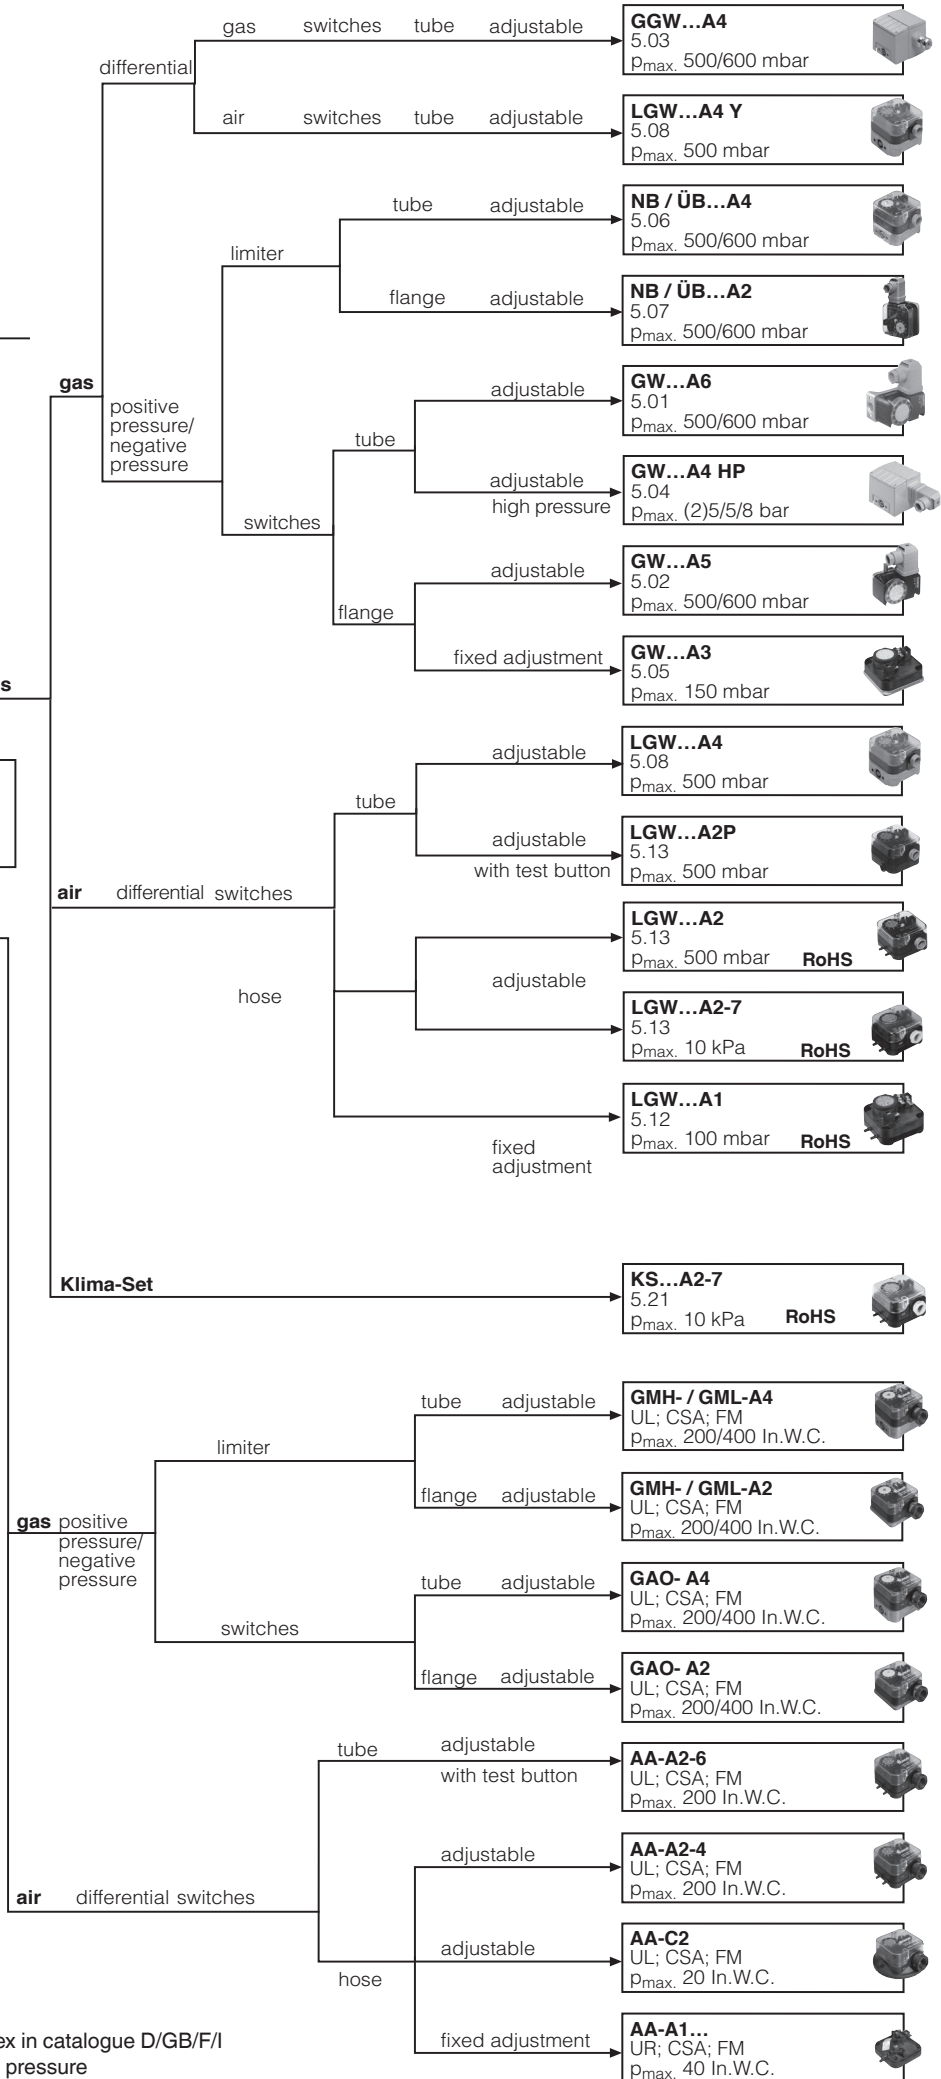 gas switches tube adjustable
GGW…A4
5.03
pmax. 500/600 mbar
differential
air switches tube adjustable
LGW…A4 Y
5.08
pmax. 500 mbar
tube adjustable
NB / ÜB…A4
5.06
pmax. 500/600 mbar
limiter
flange adjustable
NB / ÜB…A2
5.07
pmax. 500/600 mbar
gas
positive
pressure/
negative
pressure
adjustable
GW…A6
5.01
pmax. 500/600 mbar
tube
adjustable
high pressure
GW…A4 HP
5.04
pmax. (2)5/5/8 bar
switches
adjustable
GW…A5
5.02
pmax. 500/600 mbar
flange
fixed adjustment
GW…A3
5.05
pmax. 150 mbar
s
adjustable
LGW…A4
5.08
pmax. 500 mbar
tube
adjustable
with test button
LGW…A2P
5.13
pmax. 500 mbar
air differential switches
LGW…A2
5.13
pmax. 500 mbar RoHS
adjustable
hose
LGW…A2-7
5.13
pmax. 10 kPa RoHS
LGW…A1
5.12
pmax. 100 mbar RoHS
fixed
adjustment
Klima-Set
KS…A2-7
5.21
pmax. 10 kPa RoHS
tube adjustable
GMH- / GML-A4
UL; CSA; FM
pmax. 200/400 In.W.C.
limiter
flange adjustable
GMH- / GML-A2
UL; CSA; FM
pmax. 200/400 In.W.C.
gas positive
pressure/
negative
pressure
tube adjustable
GAO- A4
UL; CSA; FM
pmax. 200/400 In.W.C.
switches
flange adjustable
GAO- A2
UL; CSA; FM
pmax. 200/400 In.W.C.
tube adjustable
with test button
AA-A2-6
UL; CSA; FM
pmax. 200 In.W.C.
adjustable
AA-A2-4
UL; CSA; FM
pmax. 200 In.W.C.
air differential switches
adjustable
AA-C2
UL; CSA; FM
pmax. 20 In.W.C.
hose
fixed adjustment
AA-A1…
UR; CSA; FM
pmax. 40 In.W.C.
ex in catalogue D/GB/F/I
pressure